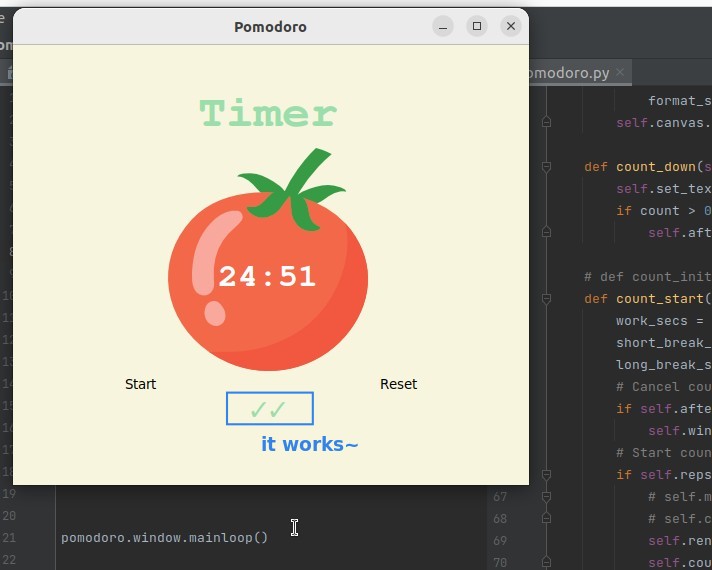 Pomodoro
Timer
24:51
Start
Reset
✓✓
it works~
19
20
21
22
pomodoro.window.mainloop()
omodoro.py
format_s
self.canvas.
def count_down(s
self.set_tex
if count > 0
self.aft
# def count_init
def count_start(
work_secs =
short_break_
long_break_s
# Cancel cou
if self.afte
self.win
# Start coun
if self.reps
67 # self.m
68 # self.c
69 self.ren
70 self.cou